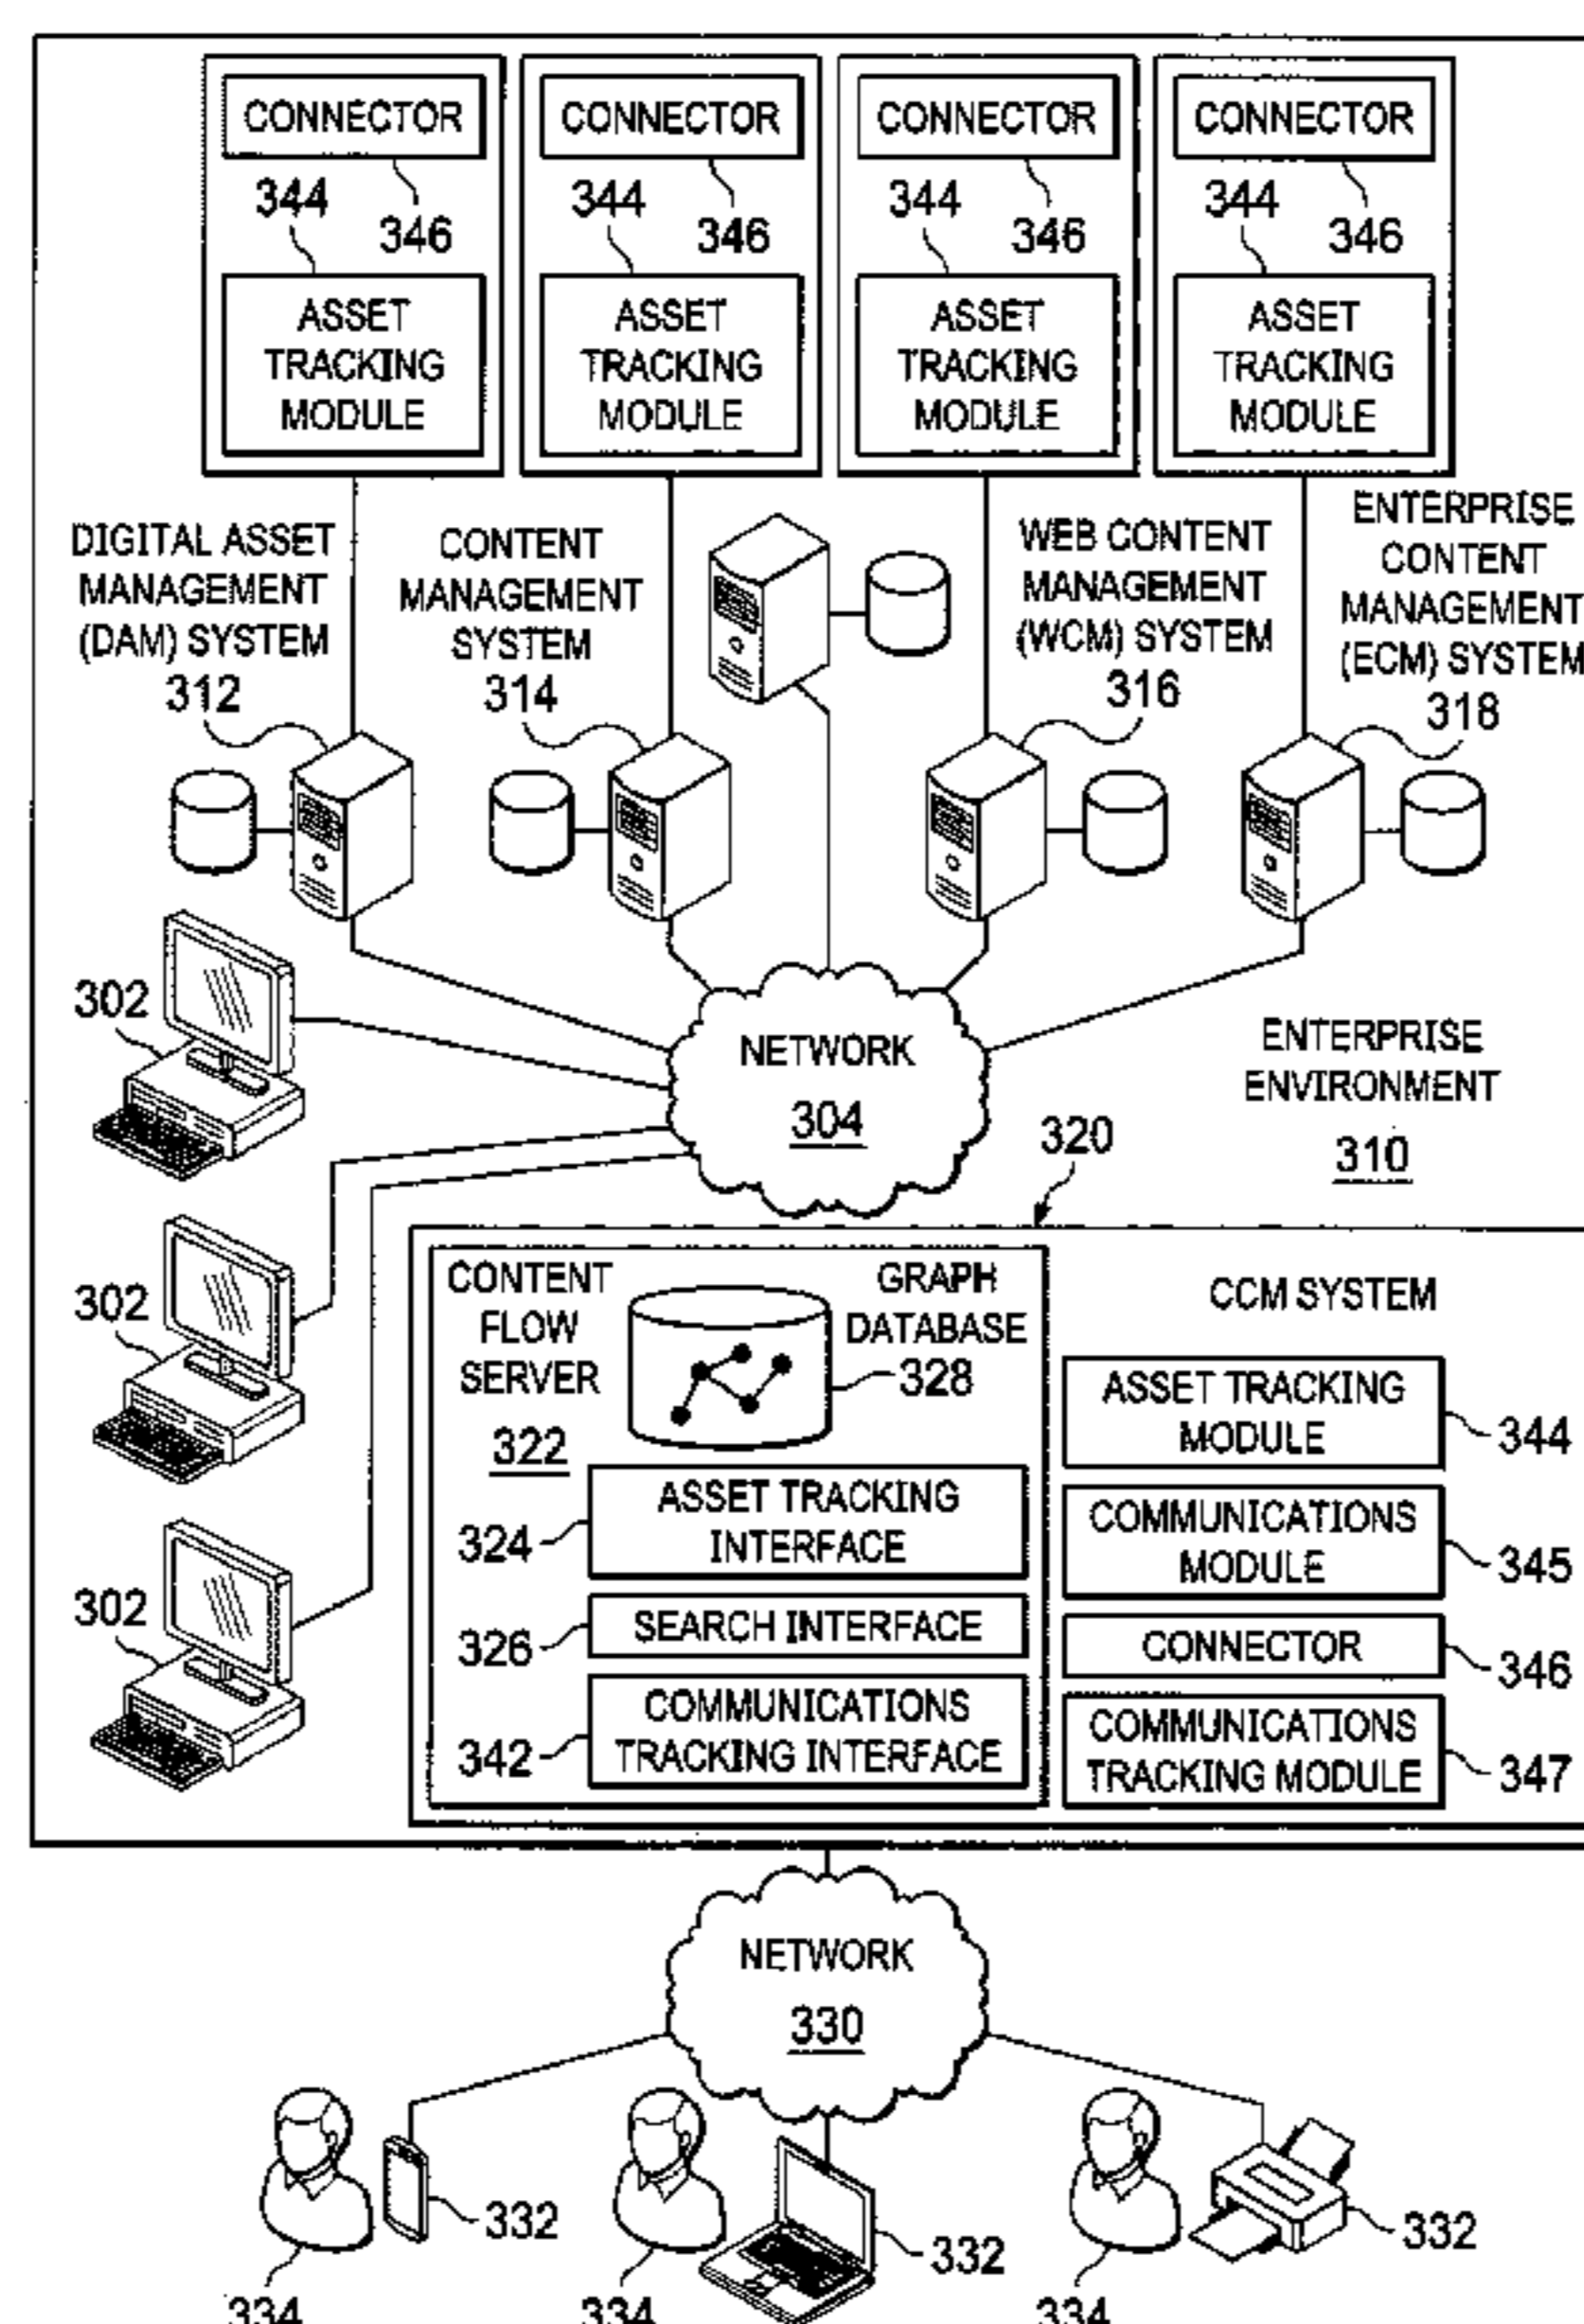 CONNECTOR
344
346
ASSET
TRACKING
MODULE
CONNECTOR
344
346
ASSET
TRACKING
MODULE
CONNECTOR
344
346
ASSET
TRACKING
MODULE
CONNECTOR
344
346
ASSET
TRACKING
MODULE
DIGITAL ASSET
MANAGEMENT
(DAM) SYSTEM
312
CONTENT
MANAGEMENT
SYSTEM
314
WEB CONTENT
MANAGEMENT
(WCM) SYSTEM
316
ENTERPRISE
CONTENT
MANAGEMENT
(ECM) SYSTEM
318
302
NETWORK
304
ENTERPRISE
ENVIRONMENT
310
320
302
302
CONTENT
FLOW
SERVER
322
GRAPH
DATABASE
328
ASSET TRACKING
INTERFACE
324
SEARCH INTERFACE
326
COMMUNICATIONS
TRACKING INTERFACE
342
CCM SYSTEM
ASSET TRACKING
MODULE
344
COMMUNICATIONS
MODULE
345
CONNECTOR
346
COMMUNICATIONS
TRACKING MODULE
347
NETWORK
330
332
332
332
334
334
334